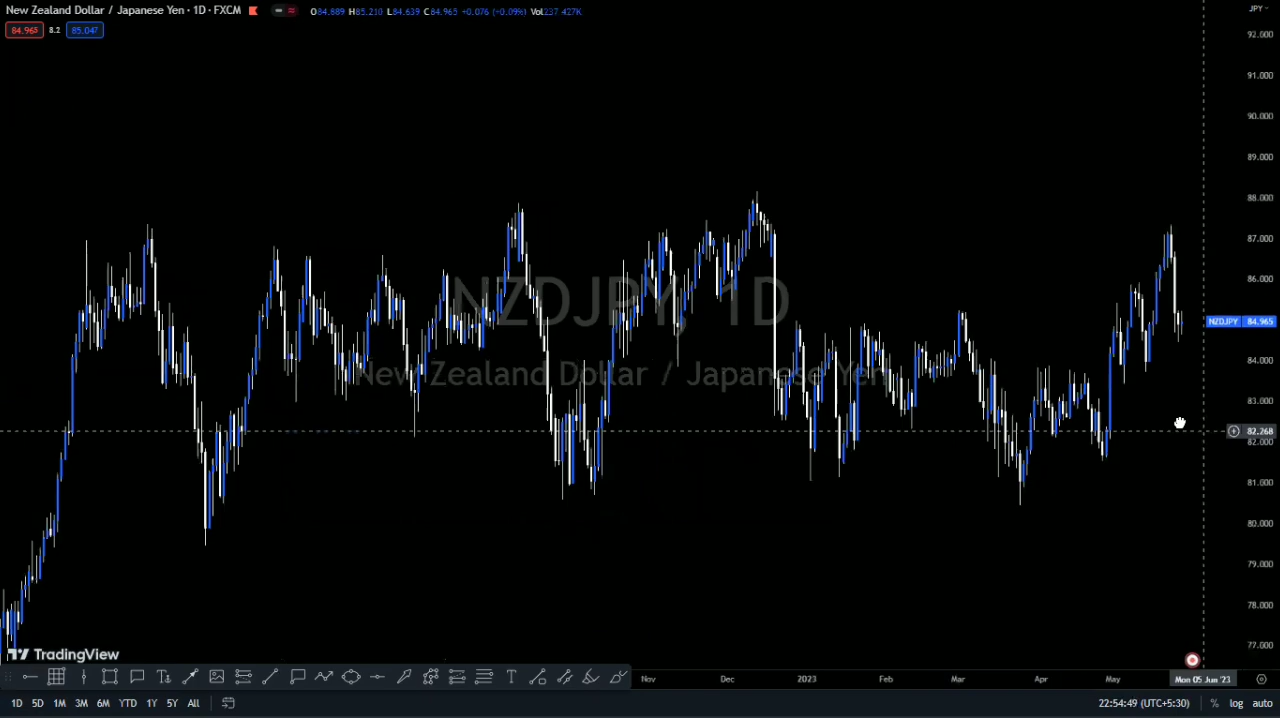 New Zealand Dollar / Japanese Yen · 1D · FXCM
O84.889 H85.210 L84.639 C84.965 +0.076 (+0.09%) Vol237.427K
JPY
84.965 8.2 85.047
92.000
91.000
90.000
89.000
88.000
87.000
86.000
NZDJPY 84.965
84.000
83.000
82.268
82.000
81.000
80.000
79.000
78.000
77.000
NZDJPY, 1D
New Zealand Dollar / Japanese Yen
TradingView
Nov Dec 2023 Feb Mar Apr May Mon 05 Jun '23
1D 5D 1M 3M 6M YTD 1Y 5Y All
22:54:49 (UTC+5:30) % log auto